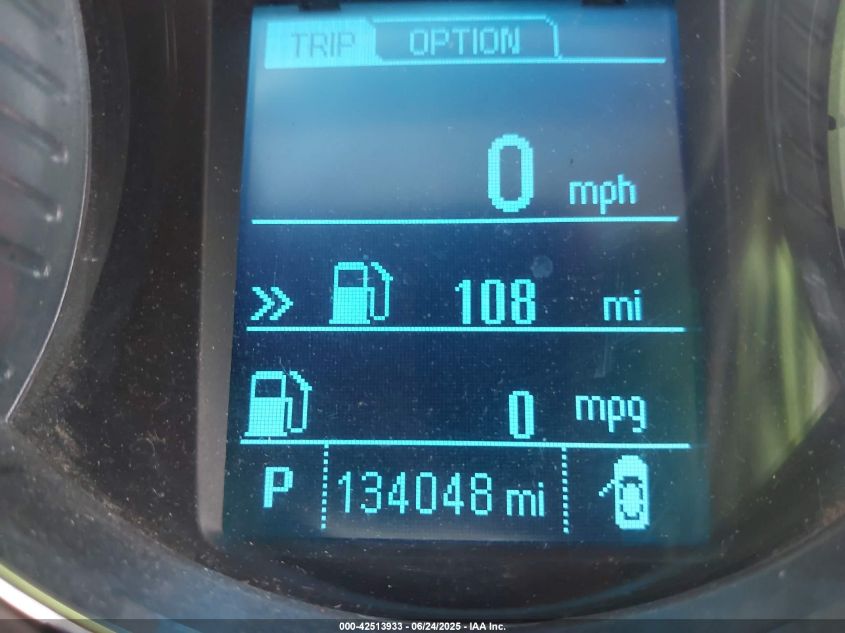 TRIP OPTION
0 mph
108 mi
0 mpg
P 134048 mi
000-42513933 - 06/24/2025 - IAA Inc.